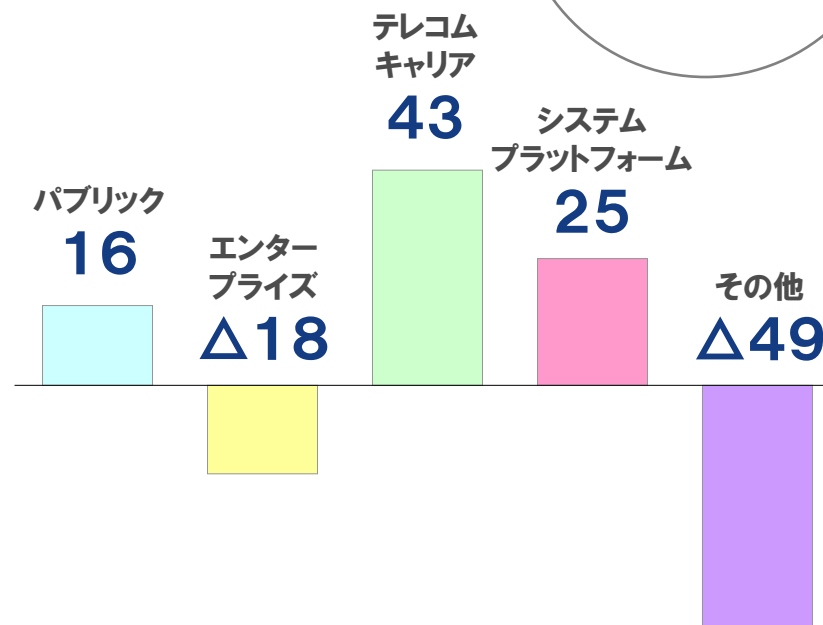 パブリック
16
エンター
プライズ
△18
テレコム
キャリア
43
システム
プラットフォーム
25
その他
△49